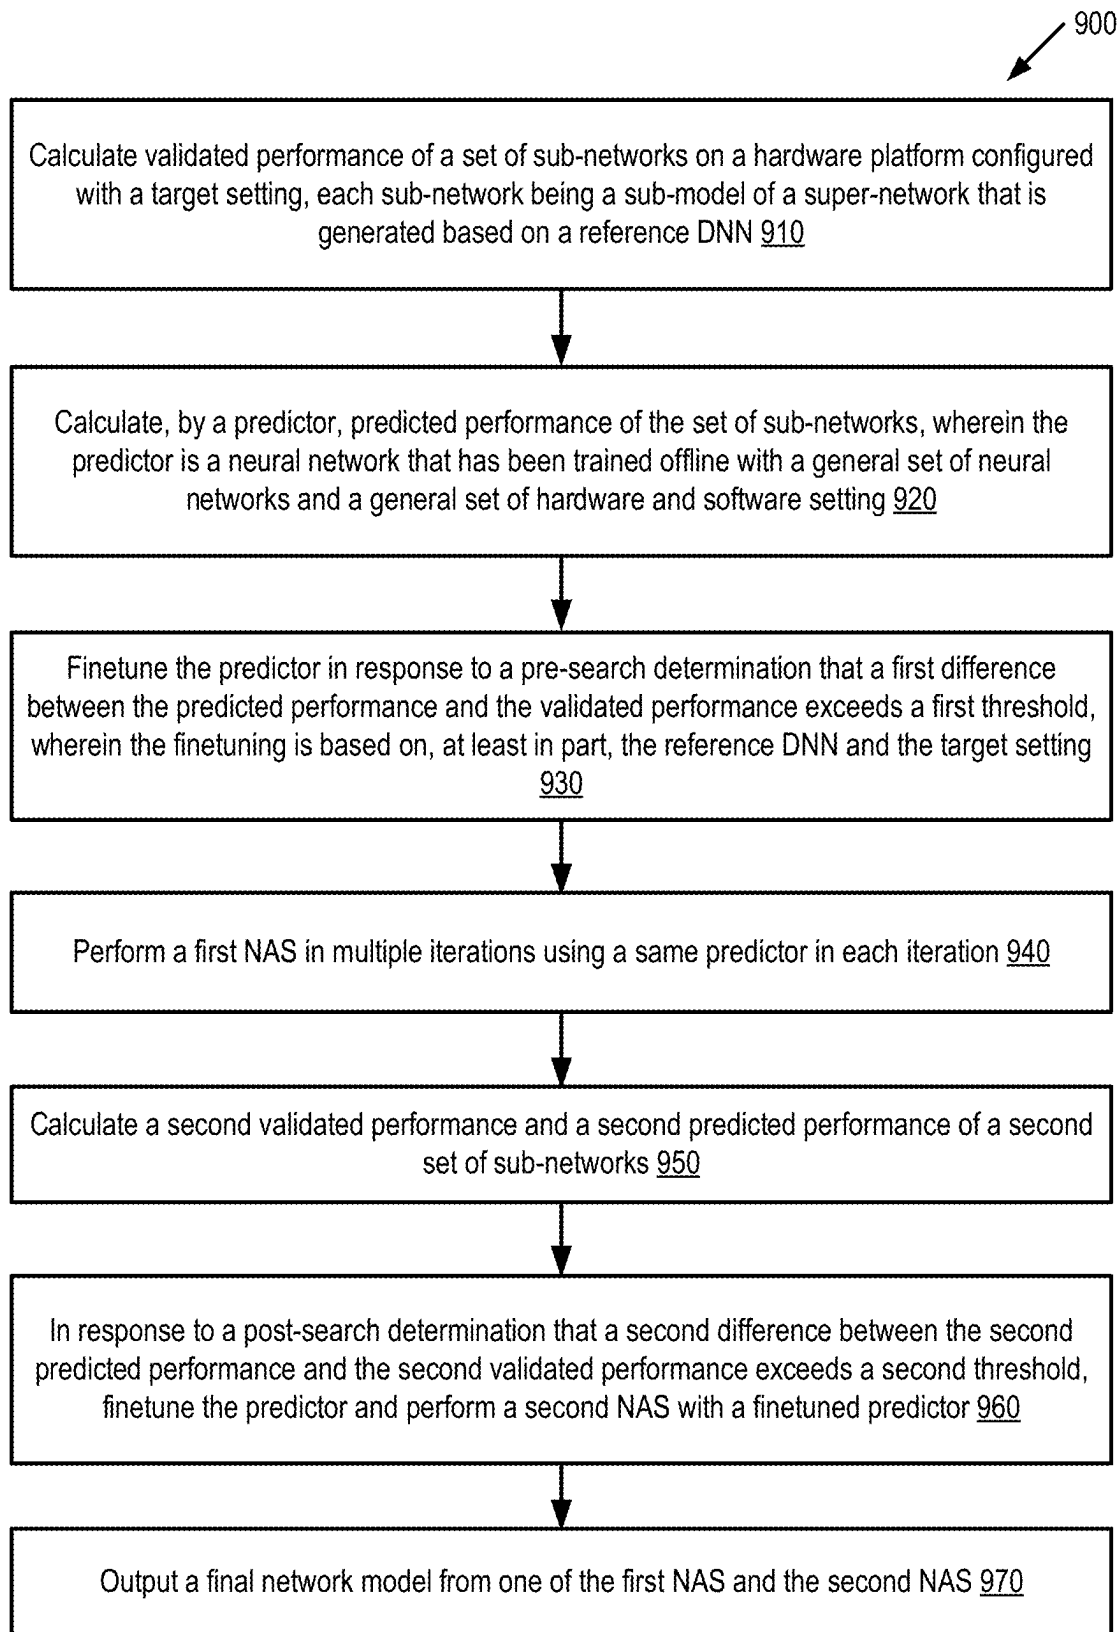 900
Calculate validated performance of a set of sub-networks on a hardware platform configured
with a target setting, each sub-network being a sub-model of a super-network that is
generated based on a reference DNN 910
Calculate, by a predictor, predicted performance of the set of sub-networks, wherein the
predictor is a neural network that has been trained offline with a general set of neural
networks and a general set of hardware and software setting 920
Finetune the predictor in response to a pre-search determination that a first difference
between the predicted performance and the validated performance exceeds a first threshold,
wherein the finetuning is based on, at least in part, the reference DNN and the target setting
930
Perform a first NAS in multiple iterations using a same predictor in each iteration 940
Calculate a second validated performance and a second predicted performance of a second
set of sub-networks 950
In response to a post-search determination that a second difference between the second
predicted performance and the second validated performance exceeds a second threshold,
finetune the predictor and perform a second NAS with a finetuned predictor 960
Output a final network model from one of the first NAS and the second NAS 970